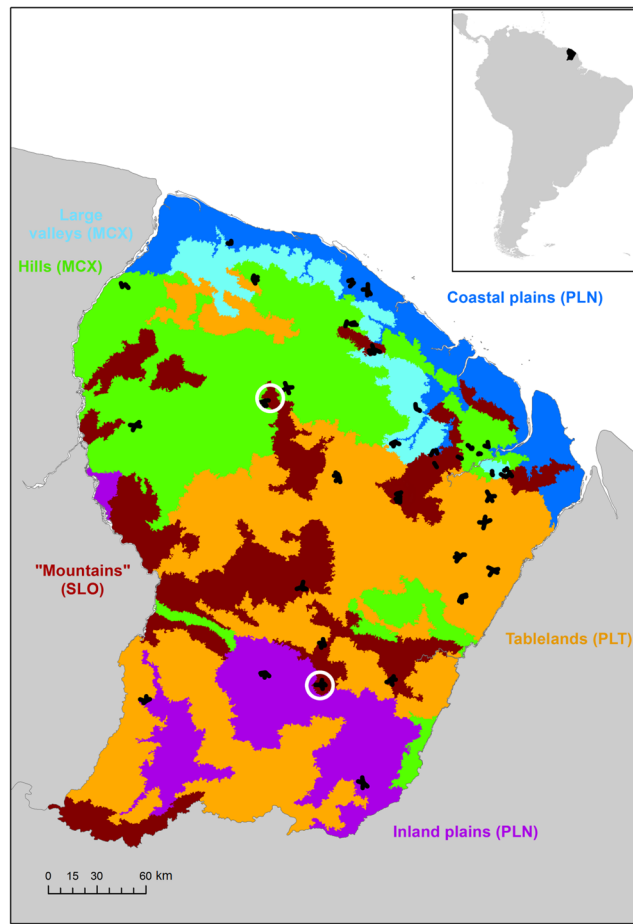 Large
valleys (MCX)
Hills (MCX)
Coastal plains (PLN)
"Mountains"
(SLO)
Tablelands (PLT)
Inland plains (PLN)
0 15 30 60 km